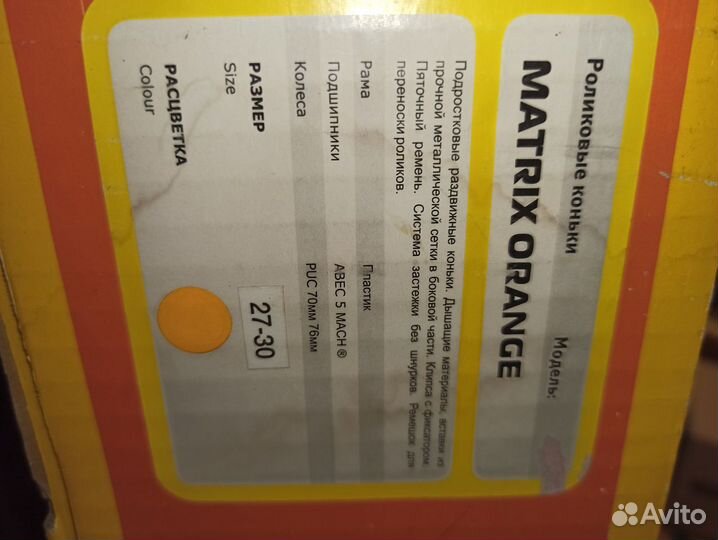 Роликовые коньки Модель:
MATRIX ORANGE
Подростковые раздвижные коньки. Дышащие материалы, вставки из
прочной металлической сетки в боковой части. Клипса с фиксатором.
Пяточный ремень. Система застежки без шнурков. Ремешок для
переноски роликов.
Рама Пластик
Подшипники ABEC 5 MACH ®
Колеса PUC 70мм 76мм
РАЗМЕР 27-30
Size
РАСЦВЕТКА
Colour
Avito